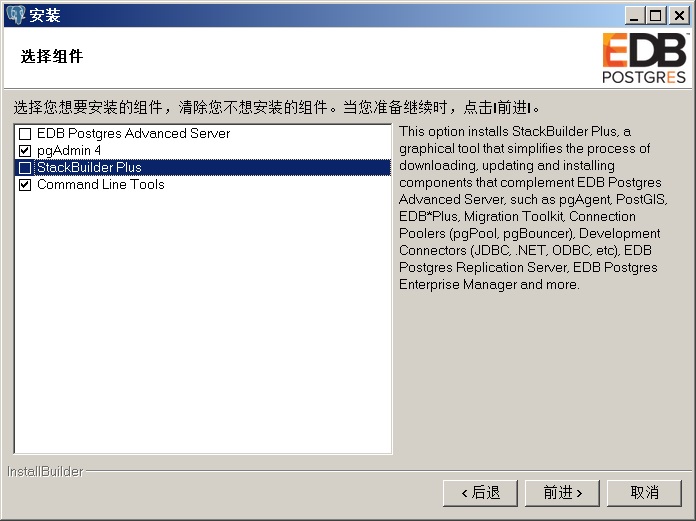 安装
选择组件
EDB
POSTGRES
选择您想要安装的组件，清除您不想安装的组件。当您准备继续时，点击|前进|。
EDB Postgres Advanced Server
pgAdmin 4
StackBuilder Plus
Command Line Tools
This option installs StackBuilder Plus, a
graphical tool that simplifies the process of
downloading, updating and installing
components that complement EDB Postgres
Advanced Server, such as pgAgent, PostGIS,
EDB*Plus, Migration Toolkit, Connection
Poolers (pgPool, pgBouncer), Development
Connectors (JDBC, .NET, ODBC, etc), EDB
Postgres Replication Server, EDB Postgres
Enterprise Manager and more.
InstallBuilder
< 后退
前进 >
取消